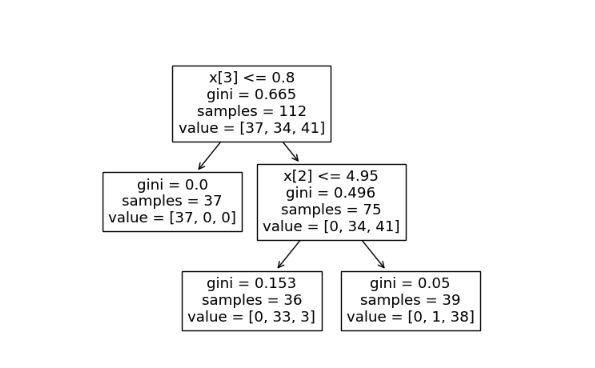 x[3] <= 0.8
gini = 0.665
samples = 112
value = [37, 34, 41]
gini = 0.0
samples = 37
value = [37, 0, 0]
x[2] <= 4.95
gini = 0.496
samples = 75
value = [0, 34, 41]
gini = 0.153
samples = 36
value = [0, 33, 3]
gini = 0.05
samples = 39
value = [0, 1, 38]